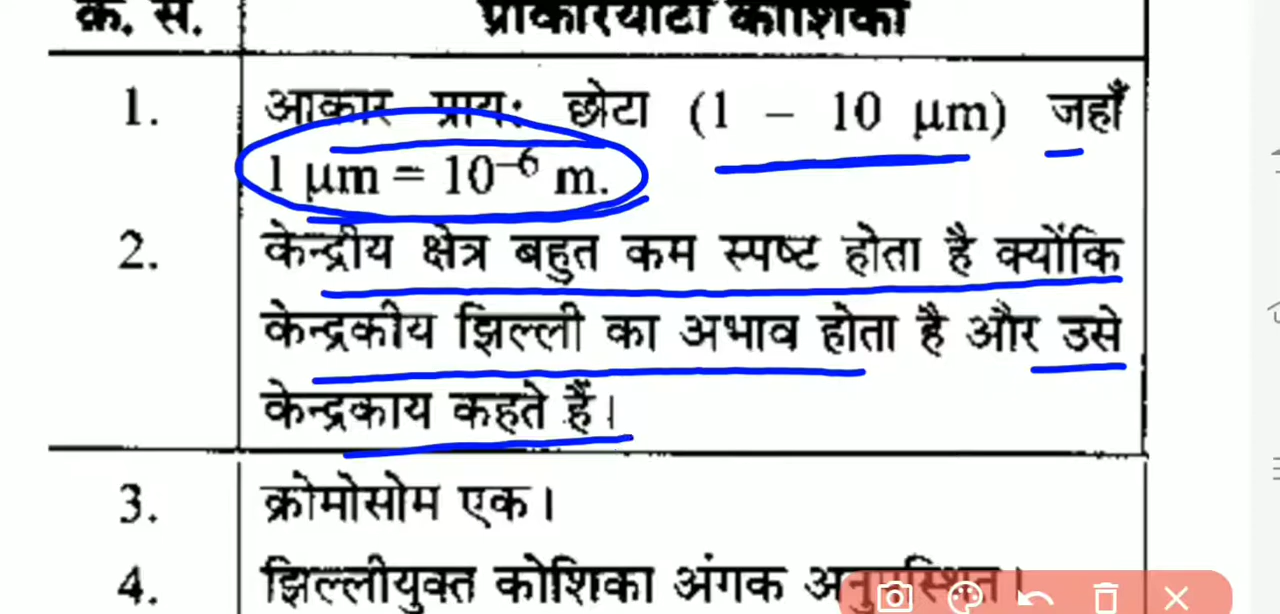 क्र. सं. प्रोकैरियोटी कोशिका
1. आकार प्रायः छोटा (1 – 10 μm) जहाँ
1 μm = 10⁻⁶ m.
2. केन्द्रीय क्षेत्र बहुत कम स्पष्ट होता है क्योंकि
केन्द्रकीय झिल्ली का अभाव होता है और उसे
केन्द्रकाय कहते हैं।
3. क्रोमोसोम एक।
4. झिल्लीयुक्त कोशिका अंगक अनुपस्थित।